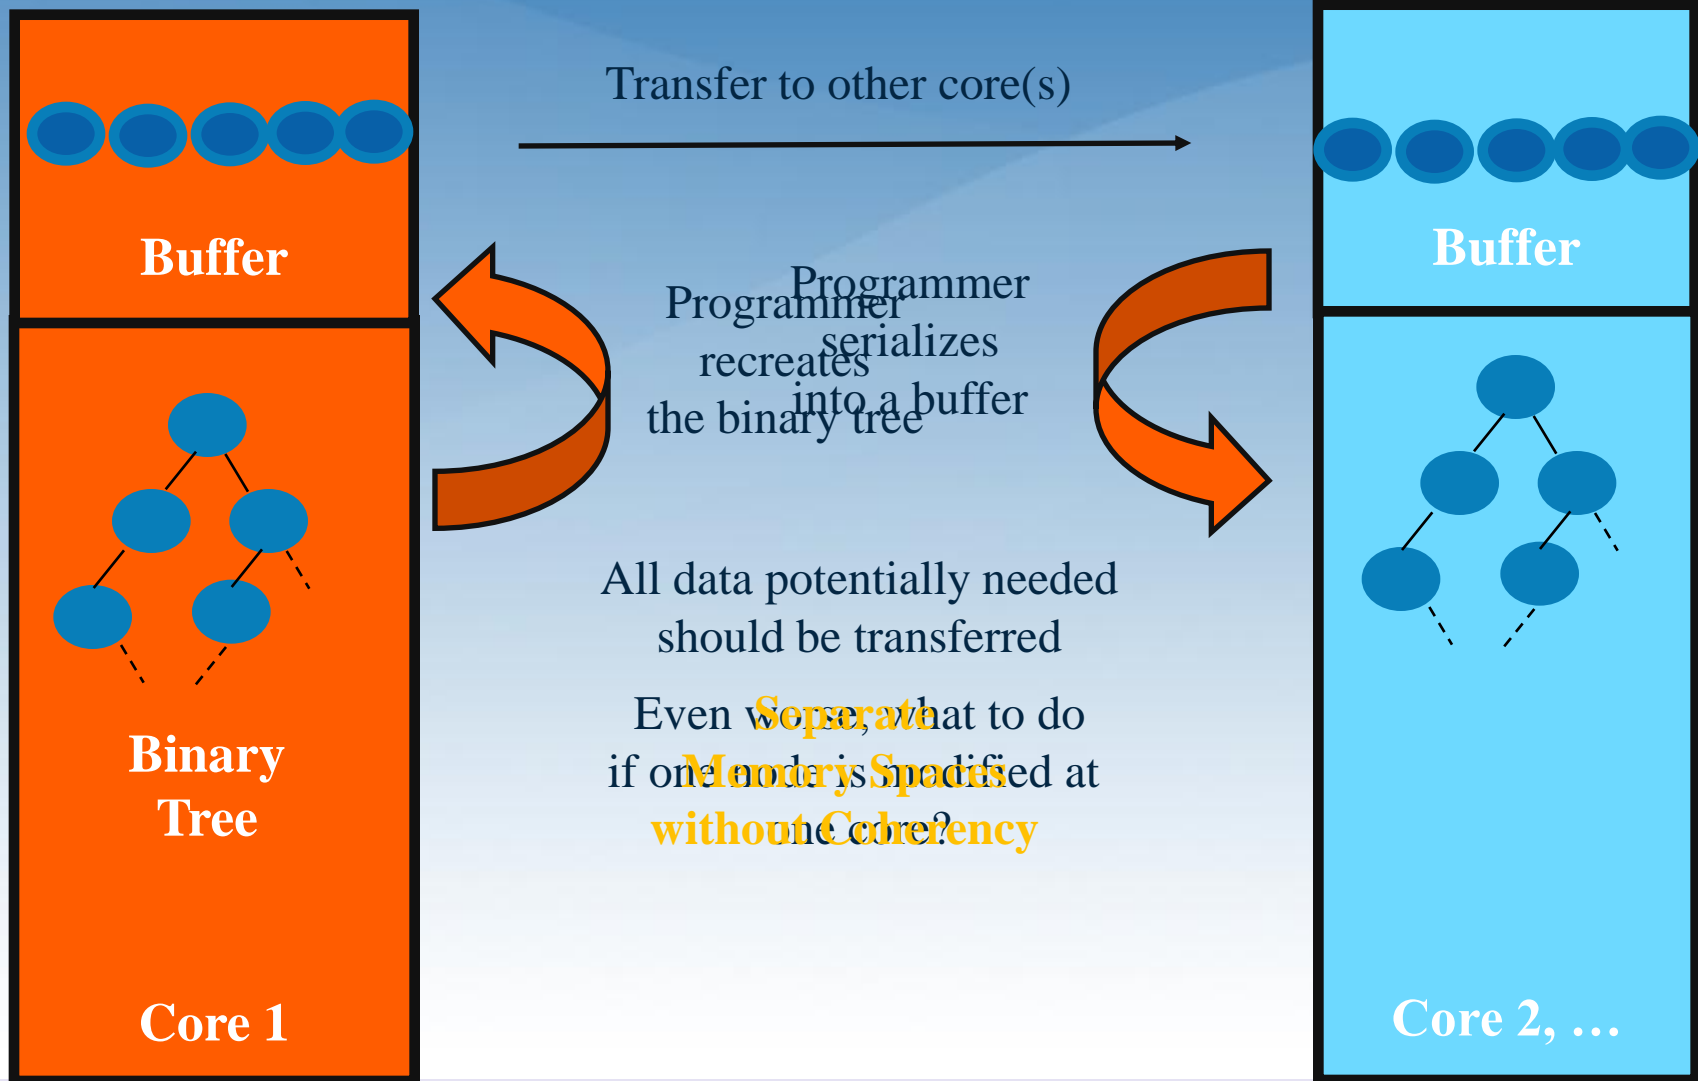 Transfer to other core(s)
Buffer
Buffer
Programmer
serializes
into a buffer
Programmer
recreates
the binary tree
All data potentially needed
should be transferred
Even worse, what to do
if one node is modified at
one core?
Separate
Memory Spaces
without Coherency
Binary
Tree
Core 1
Core 2, …